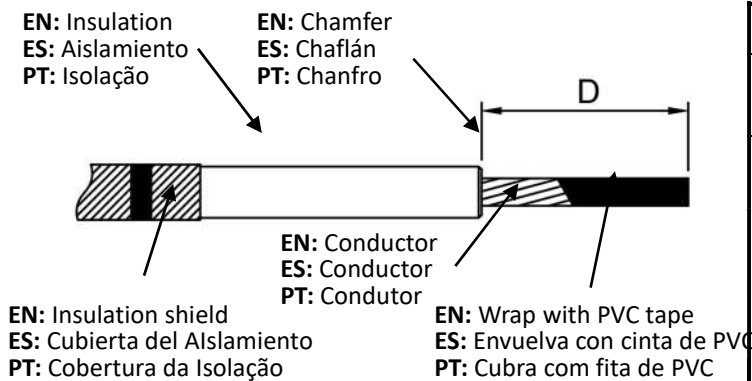 EN: Insulation
ES: Aislamiento
PT: Isolação
EN: Chamfer
ES: Chaflán
PT: Chanfro
D
EN: Conductor
ES: Conductor
PT: Condutor
EN: Insulation shield
ES: Cubierta del AIslamiento
PT: Cobertura da Isolação
EN: Wrap with PVC tape
ES: Envuelva con cinta de PVC
PT: Cubra com fita de PVC